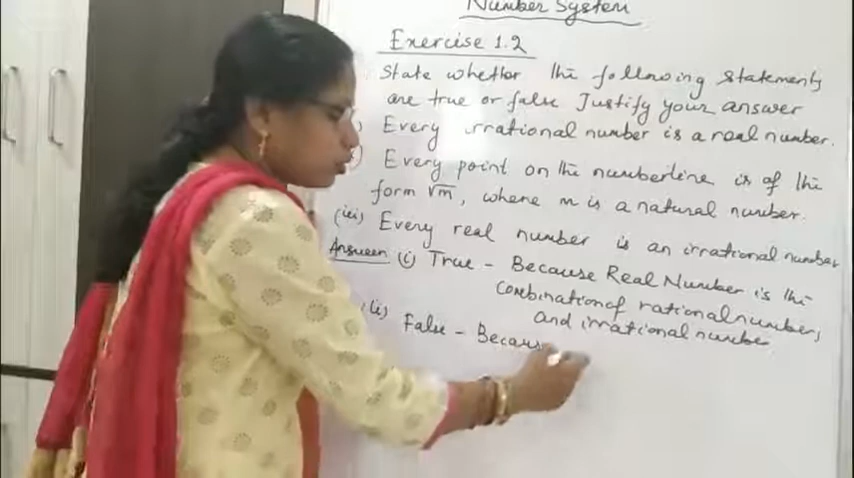 Number System
Exercise 1.2
State whether the following statements
are true or false Justify your answer
Every irrational number is a real number.
Every point on the numberline is of the
form √m, where m is a natural number.
(iii) Every real number is an irrational number
Answer (i) True - Because Real Number is the
Combination of rational numbers
and irrational number
(ii) False - Becaus